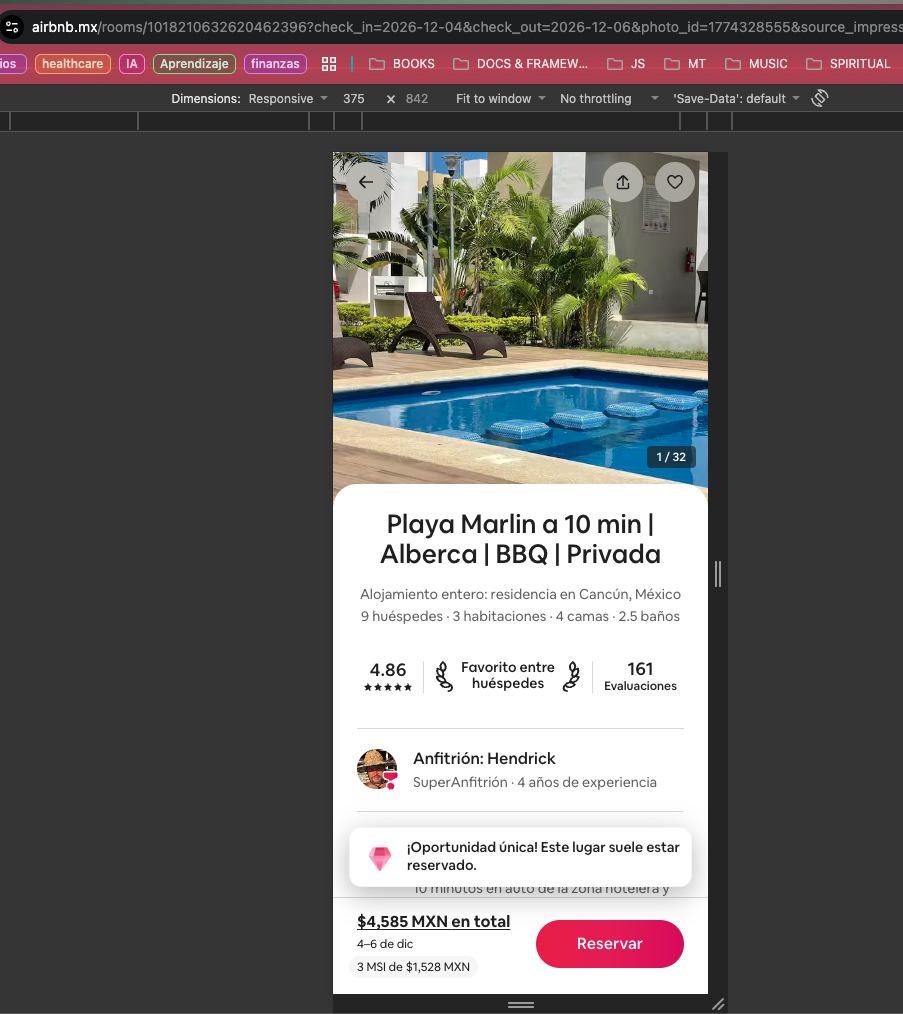 airbnb.mx/rooms/1018210632620462396?check_in=2026-12-04&check_out=2026-12-06&photo_id=1774328555&source_impress
ios healthcare IA Aprendizaje finanzas BOOKS DOCS & FRAMEW... JS MT MUSIC SPIRITUAL
Dimensions: Responsive 375 × 842 Fit to window No throttling 'Save-Data': default
1 / 32
Playa Marlin a 10 min |
Alberca | BBQ | Privada
Alojamiento entero: residencia en Cancún, México
9 huéspedes · 3 habitaciones · 4 camas · 2.5 baños
4.86 Favorito entre huéspedes 161
Evaluaciones
Anfitrión: Hendrick
SuperAnfitrión · 4 años de experiencia
¡Oportunidad única! Este lugar suele estar
reservado.
10 minutos en auto de la zona hotelera y
$4,585 MXN en total
4–6 de dic
3 MSI de $1,528 MXN
Reservar